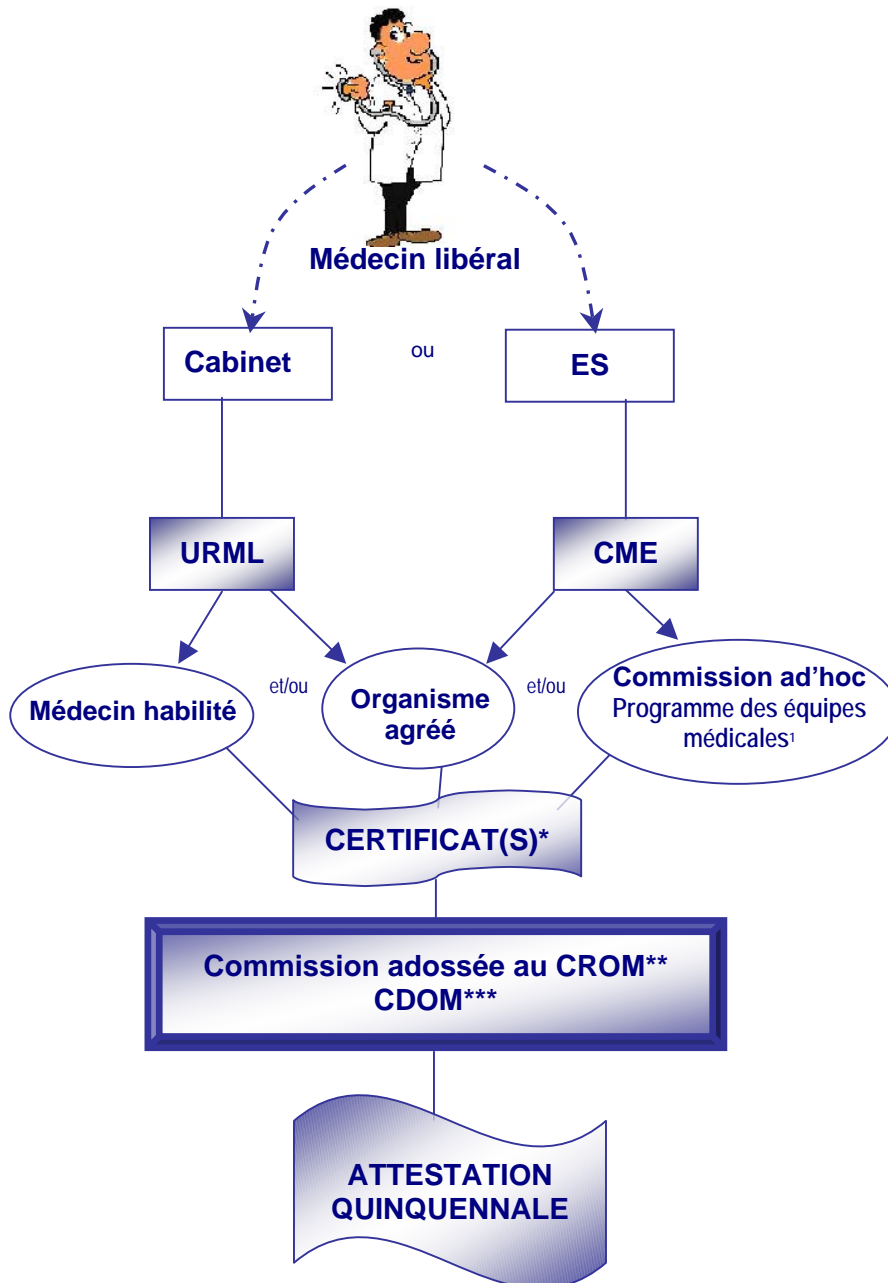 Médecin libéral
Cabinet
ou
ES
URML
CME
Médecin habilité
et/ou
Organisme
agréé
et/ou
Commission ad'hoc
Programme des équipes
médicales¹
CERTIFICAT(S)*
Commission adossée au CROM**
CDOM***
ATTESTATION
QUINQUENNALE